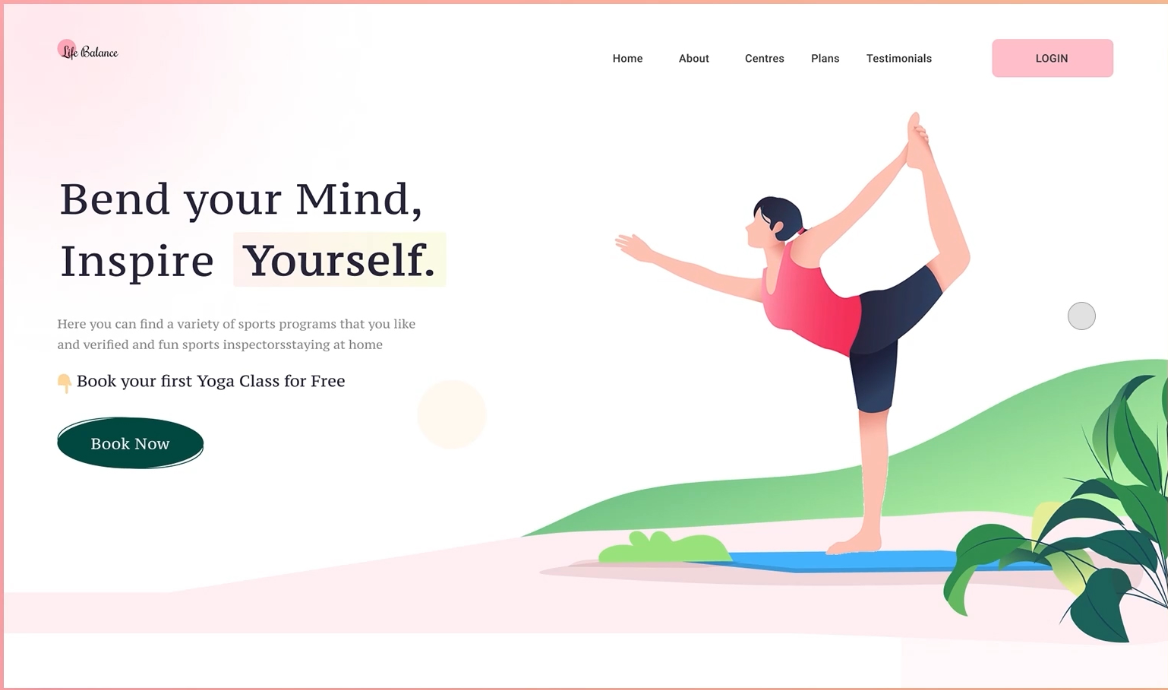 Life Balance
Home About Centres Plans Testimonials LOGIN
Bend your Mind,
Inspire Yourself.
Here you can find a variety of sports programs that you like
and verified and fun sports inspectorsstaying at home
Book your first Yoga Class for Free
Book Now